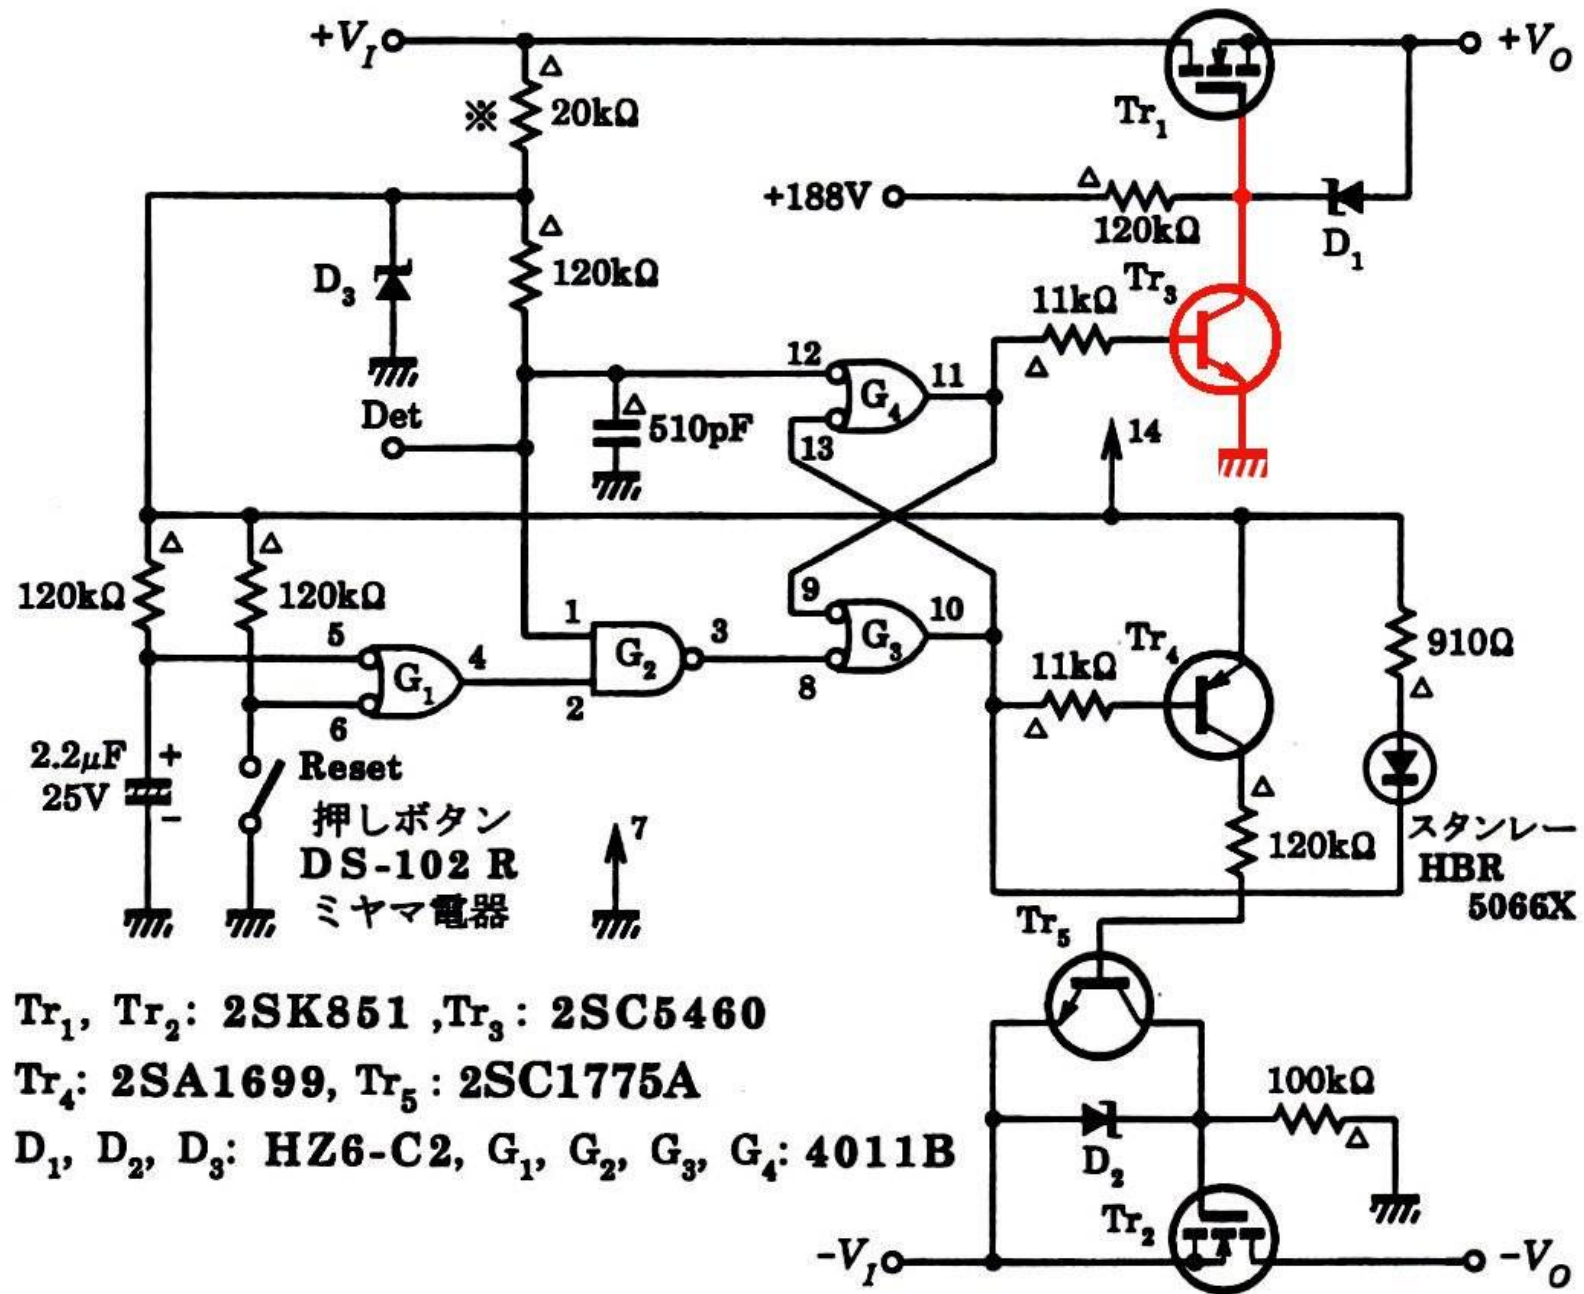 +V_I
+V_O
△
※ 20kΩ
Tr₁
+188V
△
120kΩ
D₁
△
120kΩ
D₃
Tr₃
11kΩ
△
12
G₄
11
13
Det
△
510pF
14
△
120kΩ
△
120kΩ
9
G₃
10
8
1
G₂
3
2
5
G₁
4
6
Tr₄
11kΩ
△
910Ω
△
2.2μF
25V
+
−
Reset
押しボタン
DS-102 R
ミヤマ電器
7
△
120kΩ
スタンレー
HBR
5066X
Tr₅
Tr₁, Tr₂: 2SK851 ,Tr₃: 2SC5460
Tr₄: 2SA1699, Tr₅: 2SC1775A
D₁, D₂, D₃: HZ6-C2, G₁, G₂, G₃, G₄: 4011B
100kΩ
△
D₂
Tr₂
-V_I
-V_O